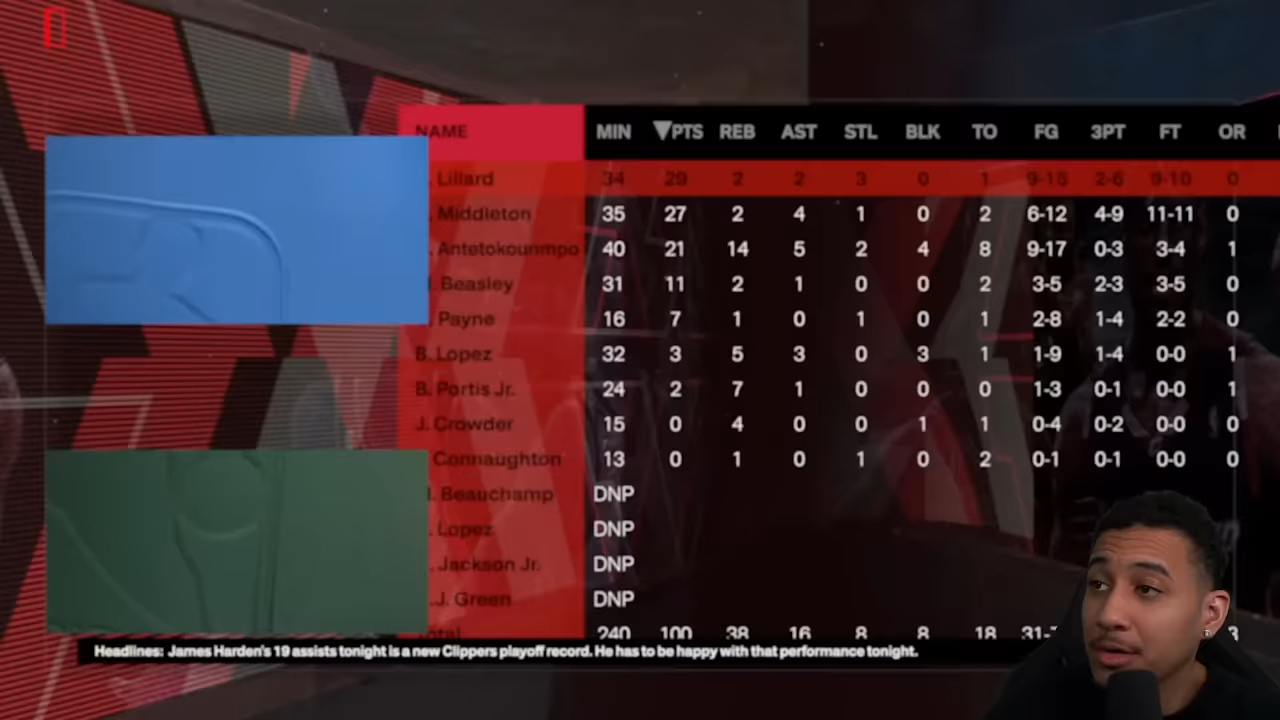 NAME MIN ▼PTS REB AST STL BLK TO FG 3PT FT OR
. Lillard 34 29 2 2 3 0 1 9-15 2-6 9-10 0
. Middleton 35 27 2 4 1 0 2 6-12 4-9 11-11 0
. Antetokounmpo 40 21 14 5 2 4 8 9-17 0-3 3-4 1
. Beasley 31 11 2 1 0 0 2 3-5 2-3 3-5 0
. Payne 16 7 1 0 1 0 1 2-8 1-4 2-2 0
B. Lopez 32 3 5 3 0 3 1 1-9 1-4 0-0 1
B. Portis Jr. 24 2 7 1 0 0 0 1-3 0-1 0-0 1
J. Crowder 15 0 4 0 0 1 1 0-4 0-2 0-0 0
Connaughton 13 0 1 0 1 0 2 0-1 0-1 0-0 0
. Beauchamp DNP
. Lopez DNP
. Jackson Jr. DNP
.J. Green DNP
Total 240 100 38 16 8 8 18 31-
Headlines: James Harden's 19 assists tonight is a new Clippers playoff record. He has to be happy with that performance tonight.